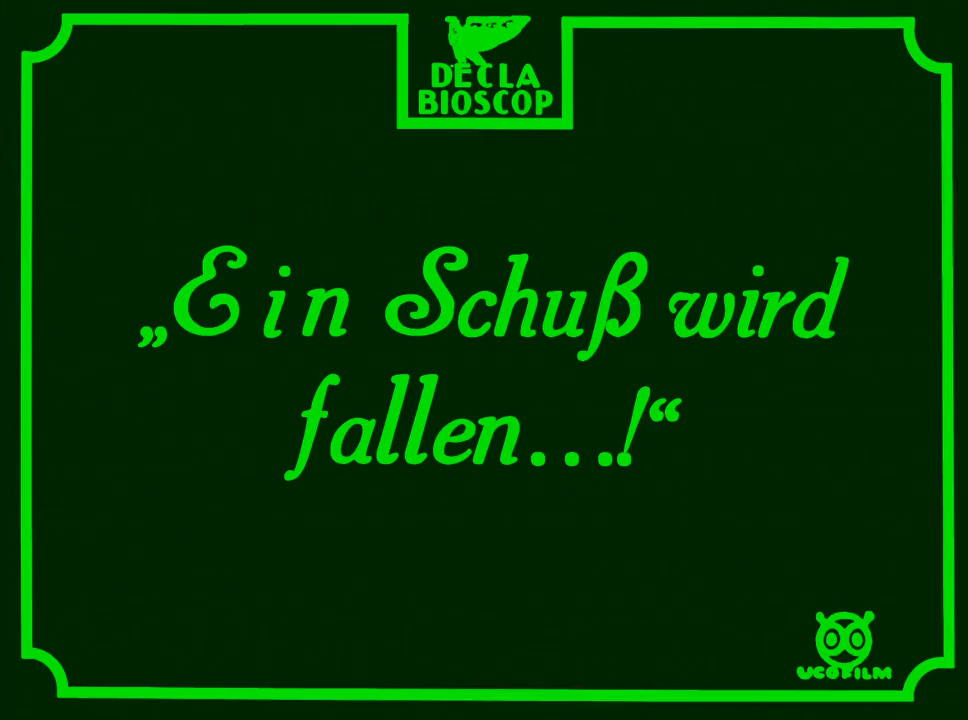 DECLA
BIOSCOP
„Ein Schuß wird
fallen...!“
UCOFILM